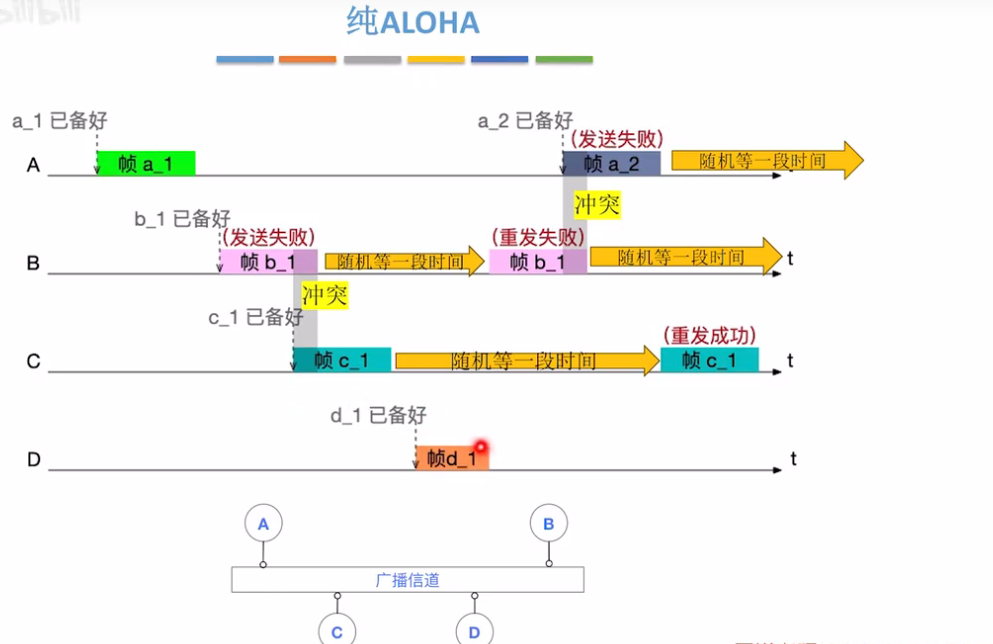 纯ALOHA
a_1 已备好
a_2 已备好
(发送失败)
A
帧 a_1
帧 a_2
随机等一段时间
冲突
b_1 已备好
(发送失败)
(重发失败)
B
帧 b_1
随机等一段时间
帧 b_1
随机等一段时间
t
冲突
c_1 已备好
(重发成功)
C
帧 c_1
随机等一段时间
帧 c_1
t
d_1 已备好
D
帧d_1
t
A
B
广播信道
C
D